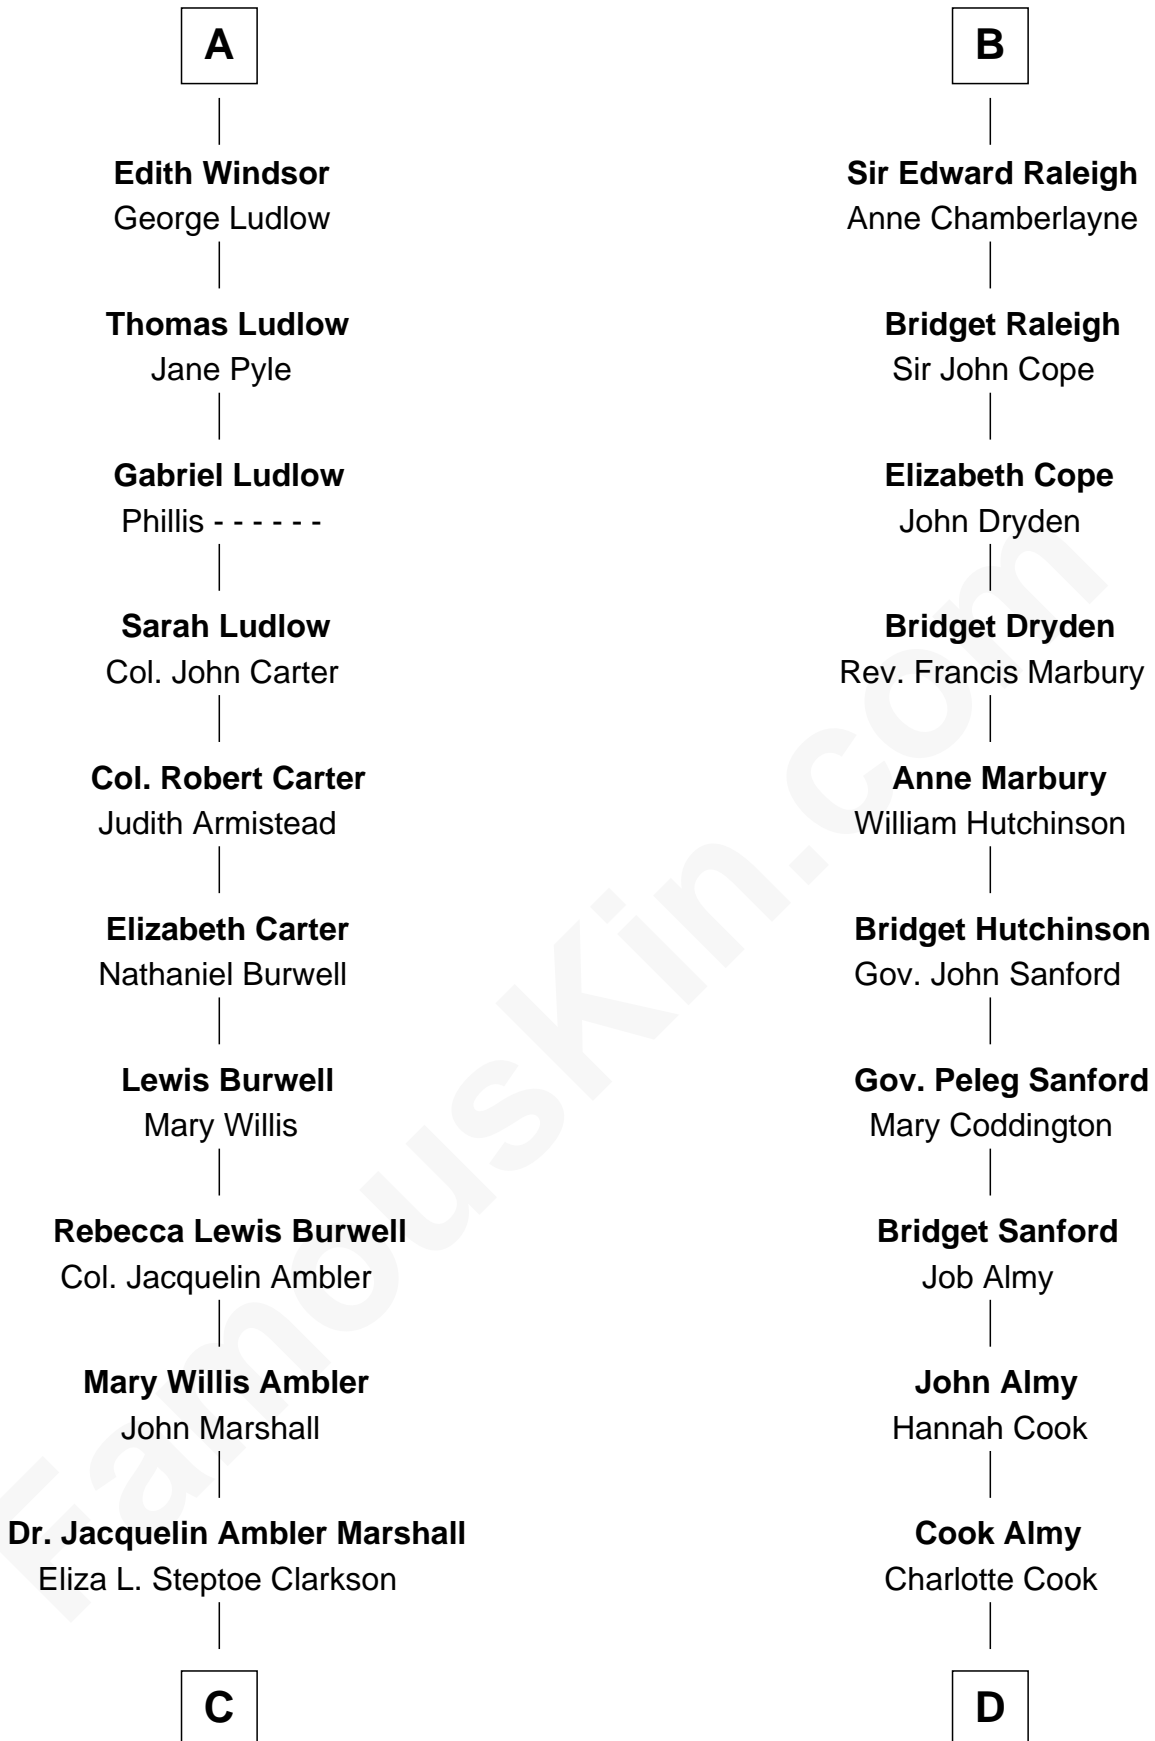 A
Edith Windsor
George Ludlow
Thomas Ludlow
Jane Pyle
Gabriel Ludlow
Phillis - - - - - -
Sarah Ludlow
Col. John Carter
Col. Robert Carter
Judith Armistead
Elizabeth Carter
Nathaniel Burwell
Lewis Burwell
Mary Willis
Rebecca Lewis Burwell
Col. Jacquelin Ambler
Mary Willis Ambler
John Marshall
Dr. Jacquelin Ambler Marshall
Eliza L. Steptoe Clarkson
C
B
Sir Edward Raleigh
Anne Chamberlayne
Bridget Raleigh
Sir John Cope
Elizabeth Cope
John Dryden
Bridget Dryden
Rev. Francis Marbury
Anne Marbury
William Hutchinson
Bridget Hutchinson
Gov. John Sanford
Gov. Peleg Sanford
Mary Coddington
Bridget Sanford
Job Almy
John Almy
Hannah Cook
Cook Almy
Charlotte Cook
D
FamousKin.com